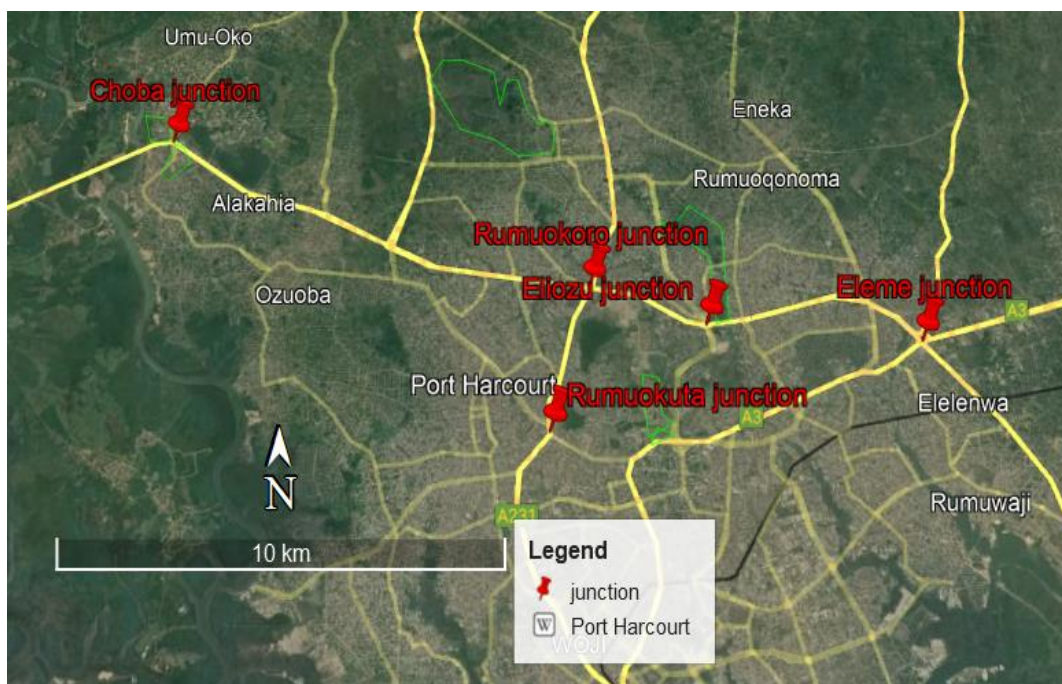 Umu-Oko
Choba junction
Eneka
Rumuoqonoma
Alakahia
Rumuokoro junction
Eliozu junction
Eleme junction
Ozuoba
A3
Port Harcourt
Rumuokuta junction
A3
Elelenwa
N
Rumuwaji
A231
10 km
Legend
junction
W Port Harcourt
WOJI